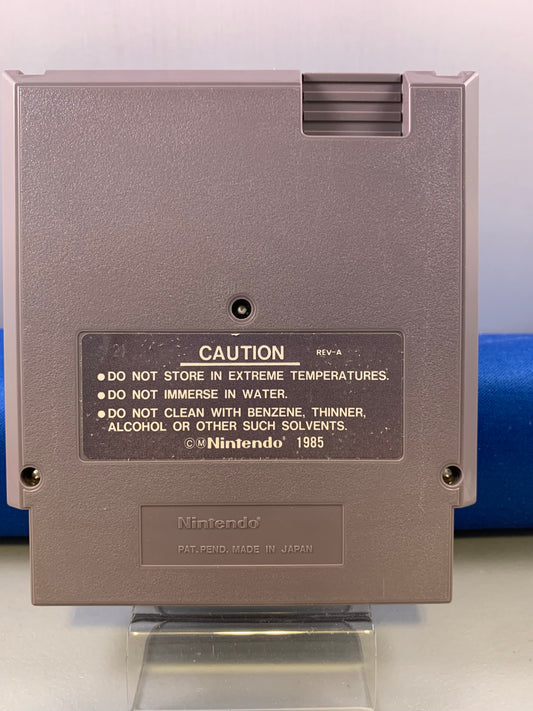 CAUTION REV-A
● DO NOT STORE IN EXTREME TEMPERATURES.
● DO NOT IMMERSE IN WATER.
● DO NOT CLEAN WITH BENZENE, THINNER,
ALCOHOL OR OTHER SUCH SOLVENTS.
©Ⓜ Nintendo® 1985
Nintendo®
PAT. PEND. MADE IN JAPAN